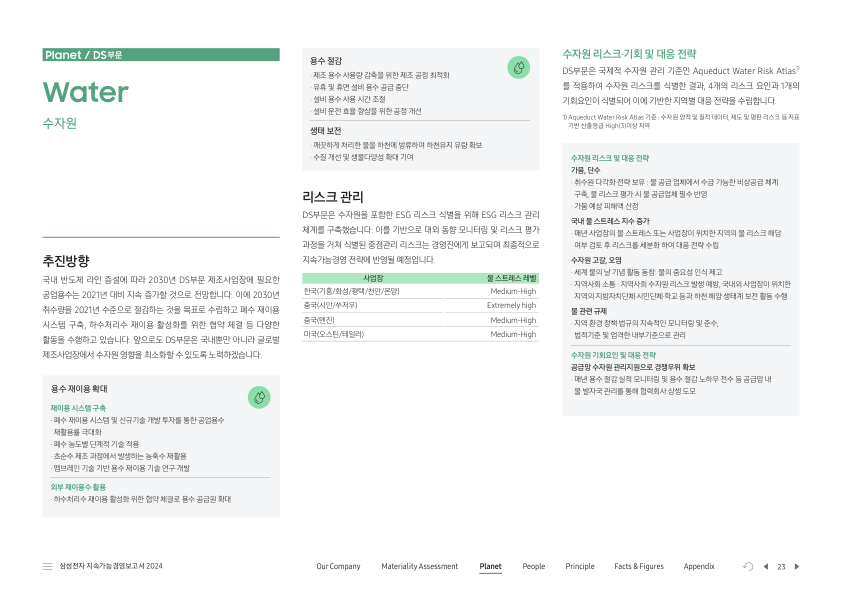 Planet / DS부문
Water
수자원
추진방향
국내 반도체 라인 증설에 따라 2030년 DS부문 제조사업장에 필요한
공업용수는 2021년 대비 지속 증가할 것으로 전망합니다. 이에 2030년
취수량을 2021년 수준으로 절감하는 것을 목표로 수립하고 폐수 재이용
시스템 구축, 하수처리수 재이용 활성화를 위한 협약 체결 등 다양한
활동을 수행하고 있습니다. 앞으로도 DS부문은 국내뿐만 아니라 글로벌
제조사업장에서 수자원 영향을 최소화할 수 있도록 노력하겠습니다.
용수 재이용 확대
재이용 시스템 구축
· 폐수 재이용 시스템 및 신규기술 개발 투자를 통한 공업용수
재활용률 극대화
· 폐수 농도별 단계적 기술 적용
· 초순수 제조 과정에서 발생하는 농축수 재활용
· 멤브레인 기술 기반 용수 재이용 기술 연구 개발
외부 재이용수 활용
· 하수처리수 재이용 활성화 위한 협약 체결로 용수 공급원 확대
용수 절감
· 제조 용수 사용량 감축을 위한 제조 공정 최적화
· 유휴 및 휴면 설비 용수 공급 중단
· 설비 용수 사용 시간 조절
· 설비 운전 효율 향상을 위한 공정 개선
생태 보전
· 깨끗하게 처리한 물을 하천에 방류하여 하천유지 유량 확보
· 수질 개선 및 생물다양성 확대 기여
리스크 관리
DS부문은 수자원을 포함한 ESG 리스크 식별을 위해 ESG 리스크 관리
체계를 구축했습니다. 이를 기반으로 대외 동향 모니터링 및 리스크 평가
과정을 거쳐 식별된 중점관리 리스크는 경영진에게 보고되며 최종적으로
지속가능경영 전략에 반영될 예정입니다.
사업장 물 스트레스 레벨
한국(기흥/화성/평택/천안/온양) Medium-High
중국(시안/쑤저우) Extremely high
중국(톈진) Medium-High
미국(오스틴/테일러) Medium-High
수자원 리스크·기회 및 대응 전략
DS부문은 국제적 수자원 관리 기준인 Aqueduct Water Risk Atlas¹⁾
를 적용하여 수자원 리스크를 식별한 결과, 4개의 리스크 요인과 1개의
기회요인이 식별되어 이에 기반한 지역별 대응 전략을 수립합니다.
¹⁾ Aqueduct Water Risk Atlas 기준 : 수자원 양적 및 질적 데이터, 제도 및 평판 리스크 등 지표
기반 산출등급 High(3)이상 지역
수자원 리스크 및 대응 전략
가뭄, 단수
· 취수원 다각화 전략 보유 : 물 공급 업체에서 수급 가능한 비상공급 체계
구축, 물 리스크 평가 시 물 공급업체 필수 반영
· 가뭄 예상 피해액 산정
국내 물 스트레스 지수 증가
· 매년 사업장의 물 스트레스 또는 사업장이 위치한 지역의 물 리스크 해당
여부 검토 후 리스크를 세분화 하여 대응 전략 수립
수자원 고갈, 오염
· 세계 물의 날 기념 활동 동참: 물의 중요성 인식 제고
· 지역사회 소통 : 지역사회 수자원 리스크 발생 예방, 국내외 사업장이 위치한
지역의 지방자치단체·시민단체·학교 등과 하천·해양 생태계 보전 활동 수행
물 관련 규제
· 지역 환경 정책·법규의 지속적인 모니터링 및 준수,
법적기준 및 엄격한 내부기준으로 관리
수자원 기회요인 및 대응 전략
공급망 수자원 관리지원으로 경쟁우위 확보
· 매년 용수 절감 실적 모니터링 및 용수 절감 노하우 전수 등 공급망 내
물 발자국 관리를 통해 협력회사 상생 도모
삼성전자 지속가능경영보고서 2024
Our Company Materiality Assessment Planet People Principle Facts & Figures Appendix 23